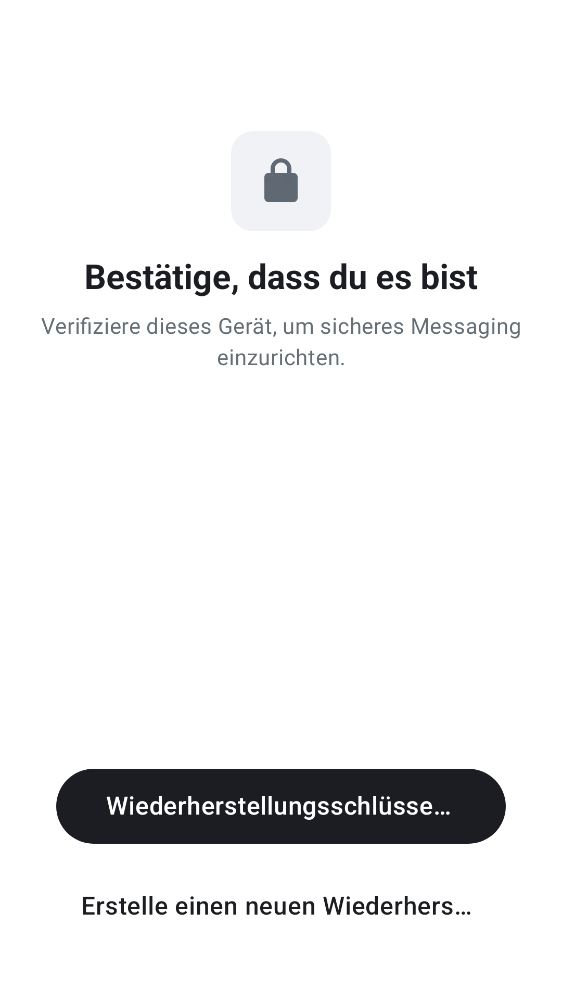 Bestätige, dass du es bist
Verifiziere dieses Gerät, um sicheres Messaging
einzurichten.
Wiederherstellungsschlüsse…
Erstelle einen neuen Wiederhers…